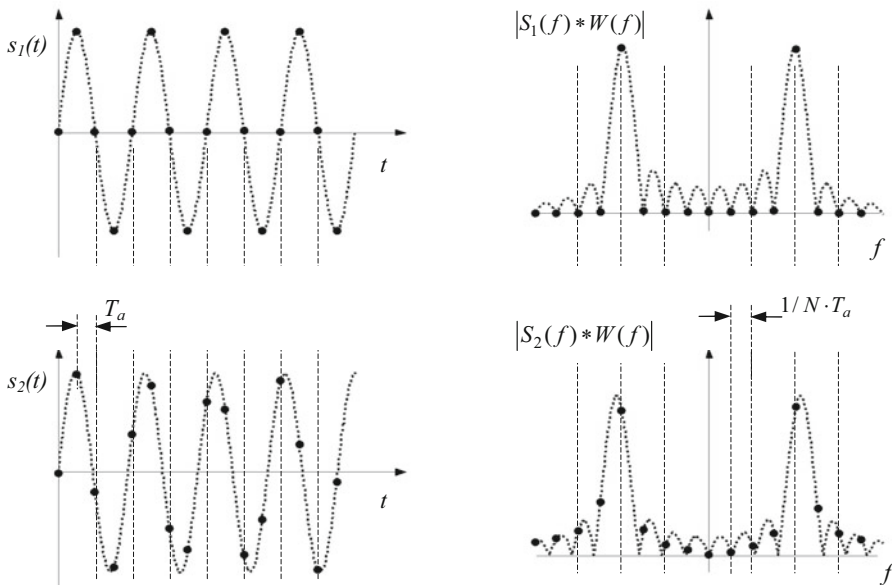 s₁(t)
t
|S₁(f)*W(f)|
f
Tₐ
s₂(t)
t
1/N·Tₐ
|S₂(f)*W(f)|
f